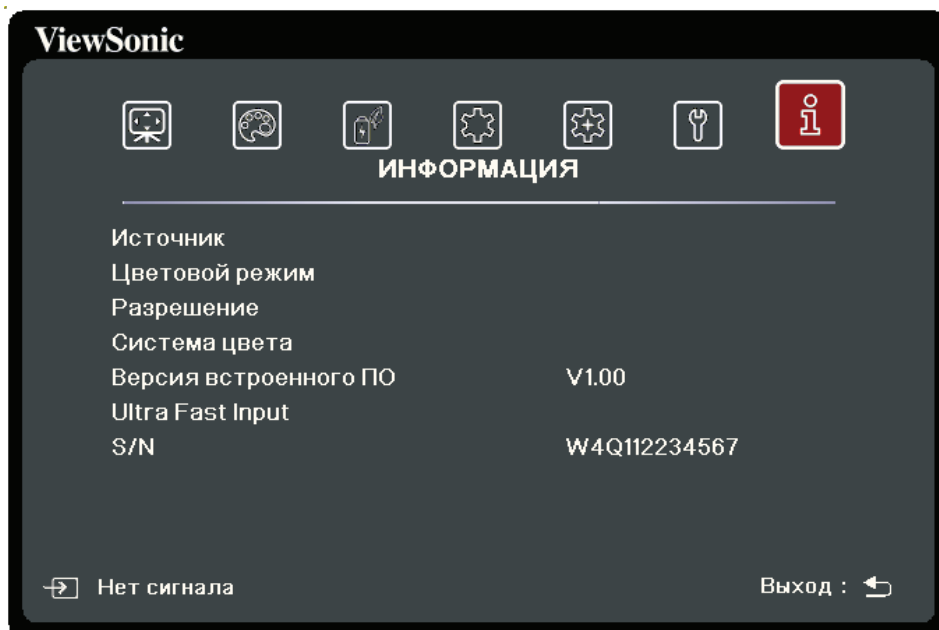 ViewSonic
ИНФОРМАЦИЯ
Источник
Цветовой режим
Разрешение
Система цвета
Версия встроенного ПО V1.00
Ultra Fast Input
S/N W4Q112234567
Нет сигнала Выход :